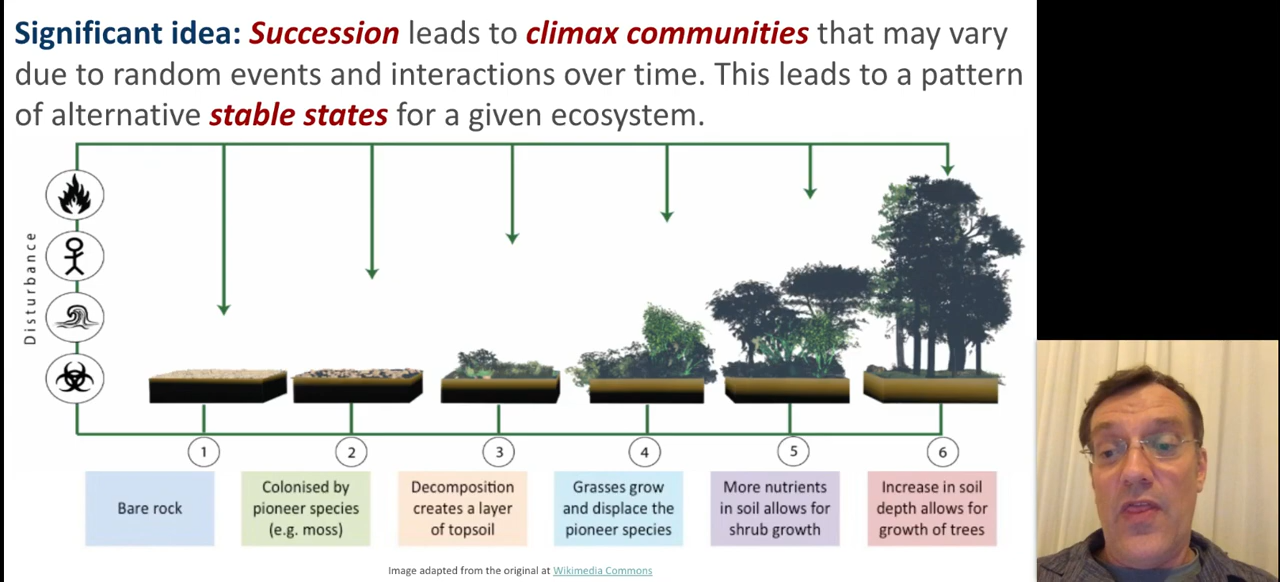 Significant idea: Succession leads to climax communities that may vary
due to random events and interactions over time. This leads to a pattern
of alternative stable states for a given ecosystem.
Disturbance
1
2
3
4
5
6
Bare rock
Colonised by
pioneer species
(e.g. moss)
Decomposition
creates a layer
of topsoil
Grasses grow
and displace the
pioneer species
More nutrients
in soil allows for
shrub growth
Increase in soil
depth allows for
growth of trees
Image adapted from the original at Wikimedia Commons